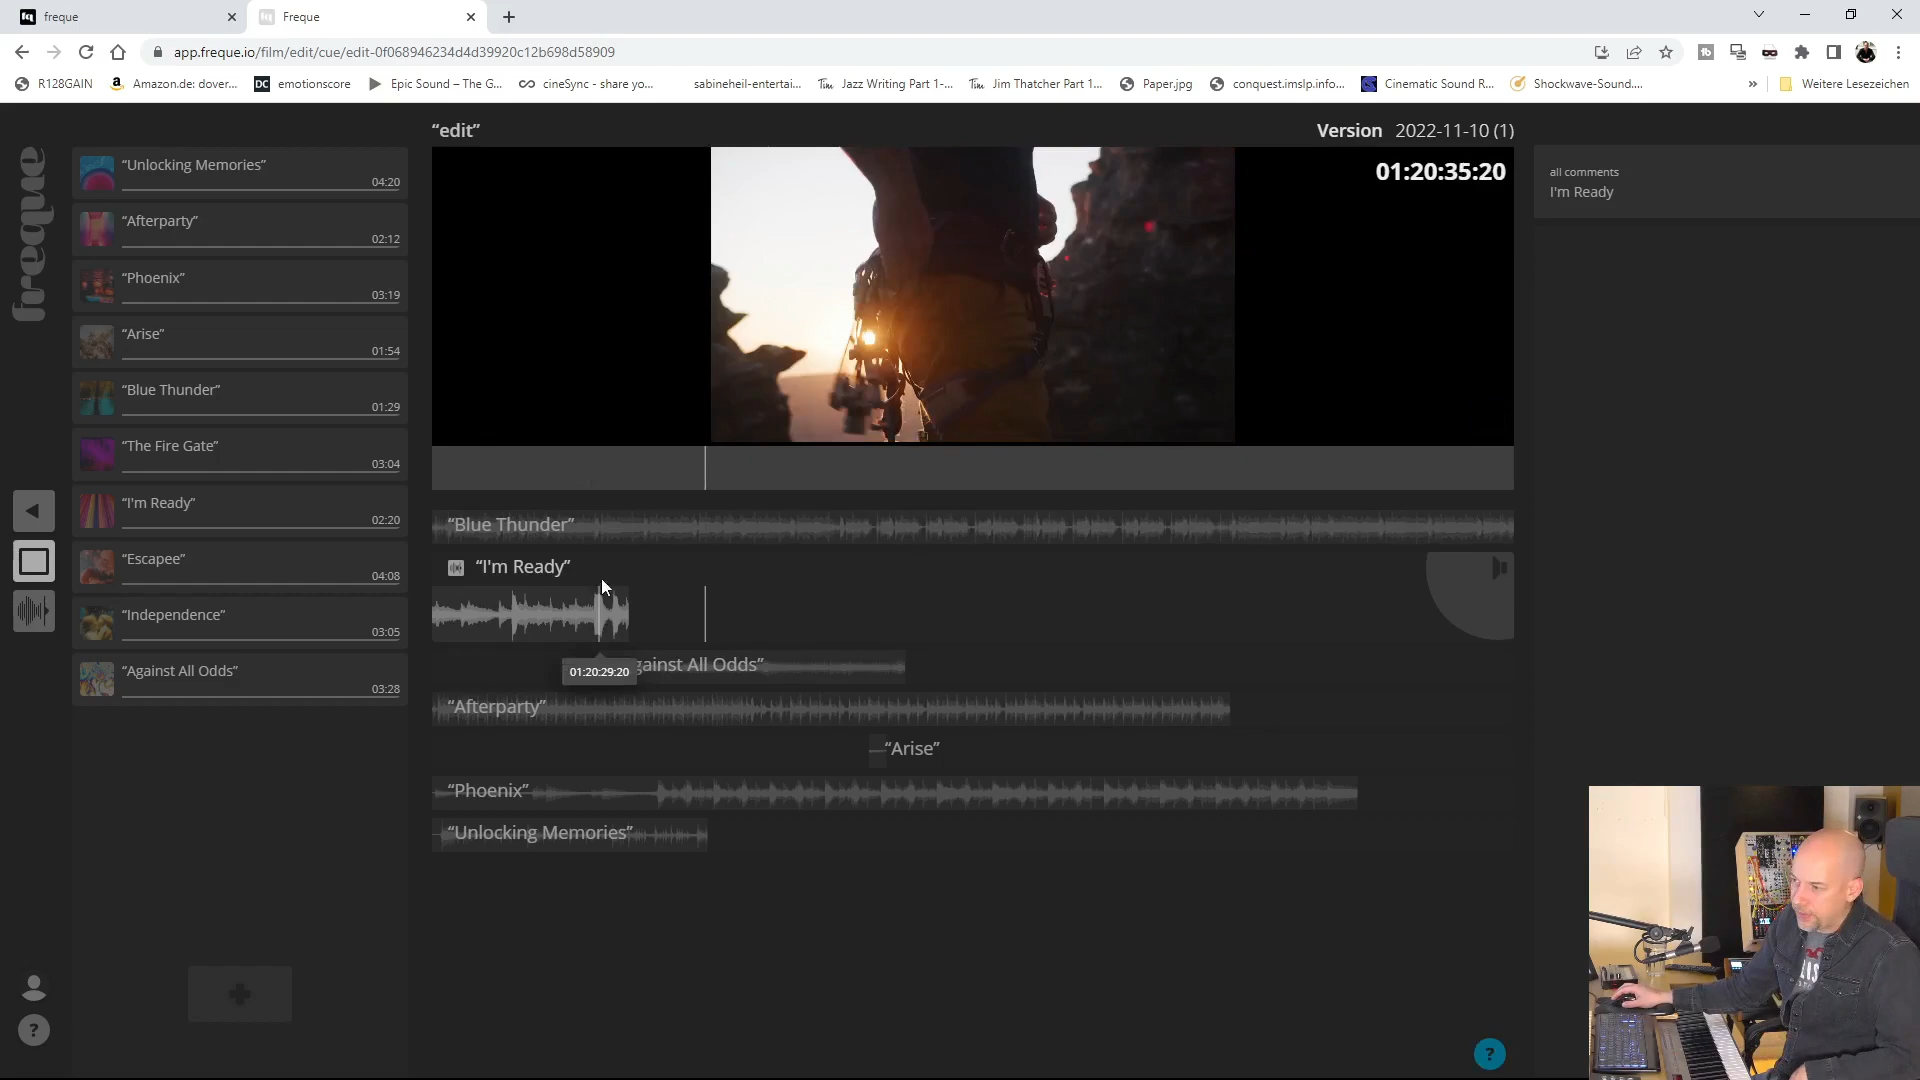 freque
Freque
app.freque.io/film/edit/cue/edit-0f068946234d4d39920c12b698d58909
R128GAIN
Amazon.de: dover...
DC emotionscore
Epic Sound – The G...
cineSync - share yo...
sabineheil-entertai...
Jazz Writing Part 1-...
Jim Thatcher Part 1...
Paper.jpg
conquest.imslp.info...
Cinematic Sound R...
Shockwave-Sound....
Weitere Lesezeichen
freque
“edit”
Version 2022-11-10 (1)
01:20:35:20
all comments
I'm Ready
“Unlocking Memories”
04:20
“Afterparty”
02:12
“Phoenix”
03:19
“Arise”
01:54
“Blue Thunder”
01:29
“The Fire Gate”
03:04
“I'm Ready”
02:20
“Escapee”
04:08
“Independence”
03:05
“Against All Odds”
03:28
“Blue Thunder”
“I'm Ready”
gainst All Odds”
01:20:29:20
“Afterparty”
“Arise”
“Phoenix”
“Unlocking Memories”
?
?